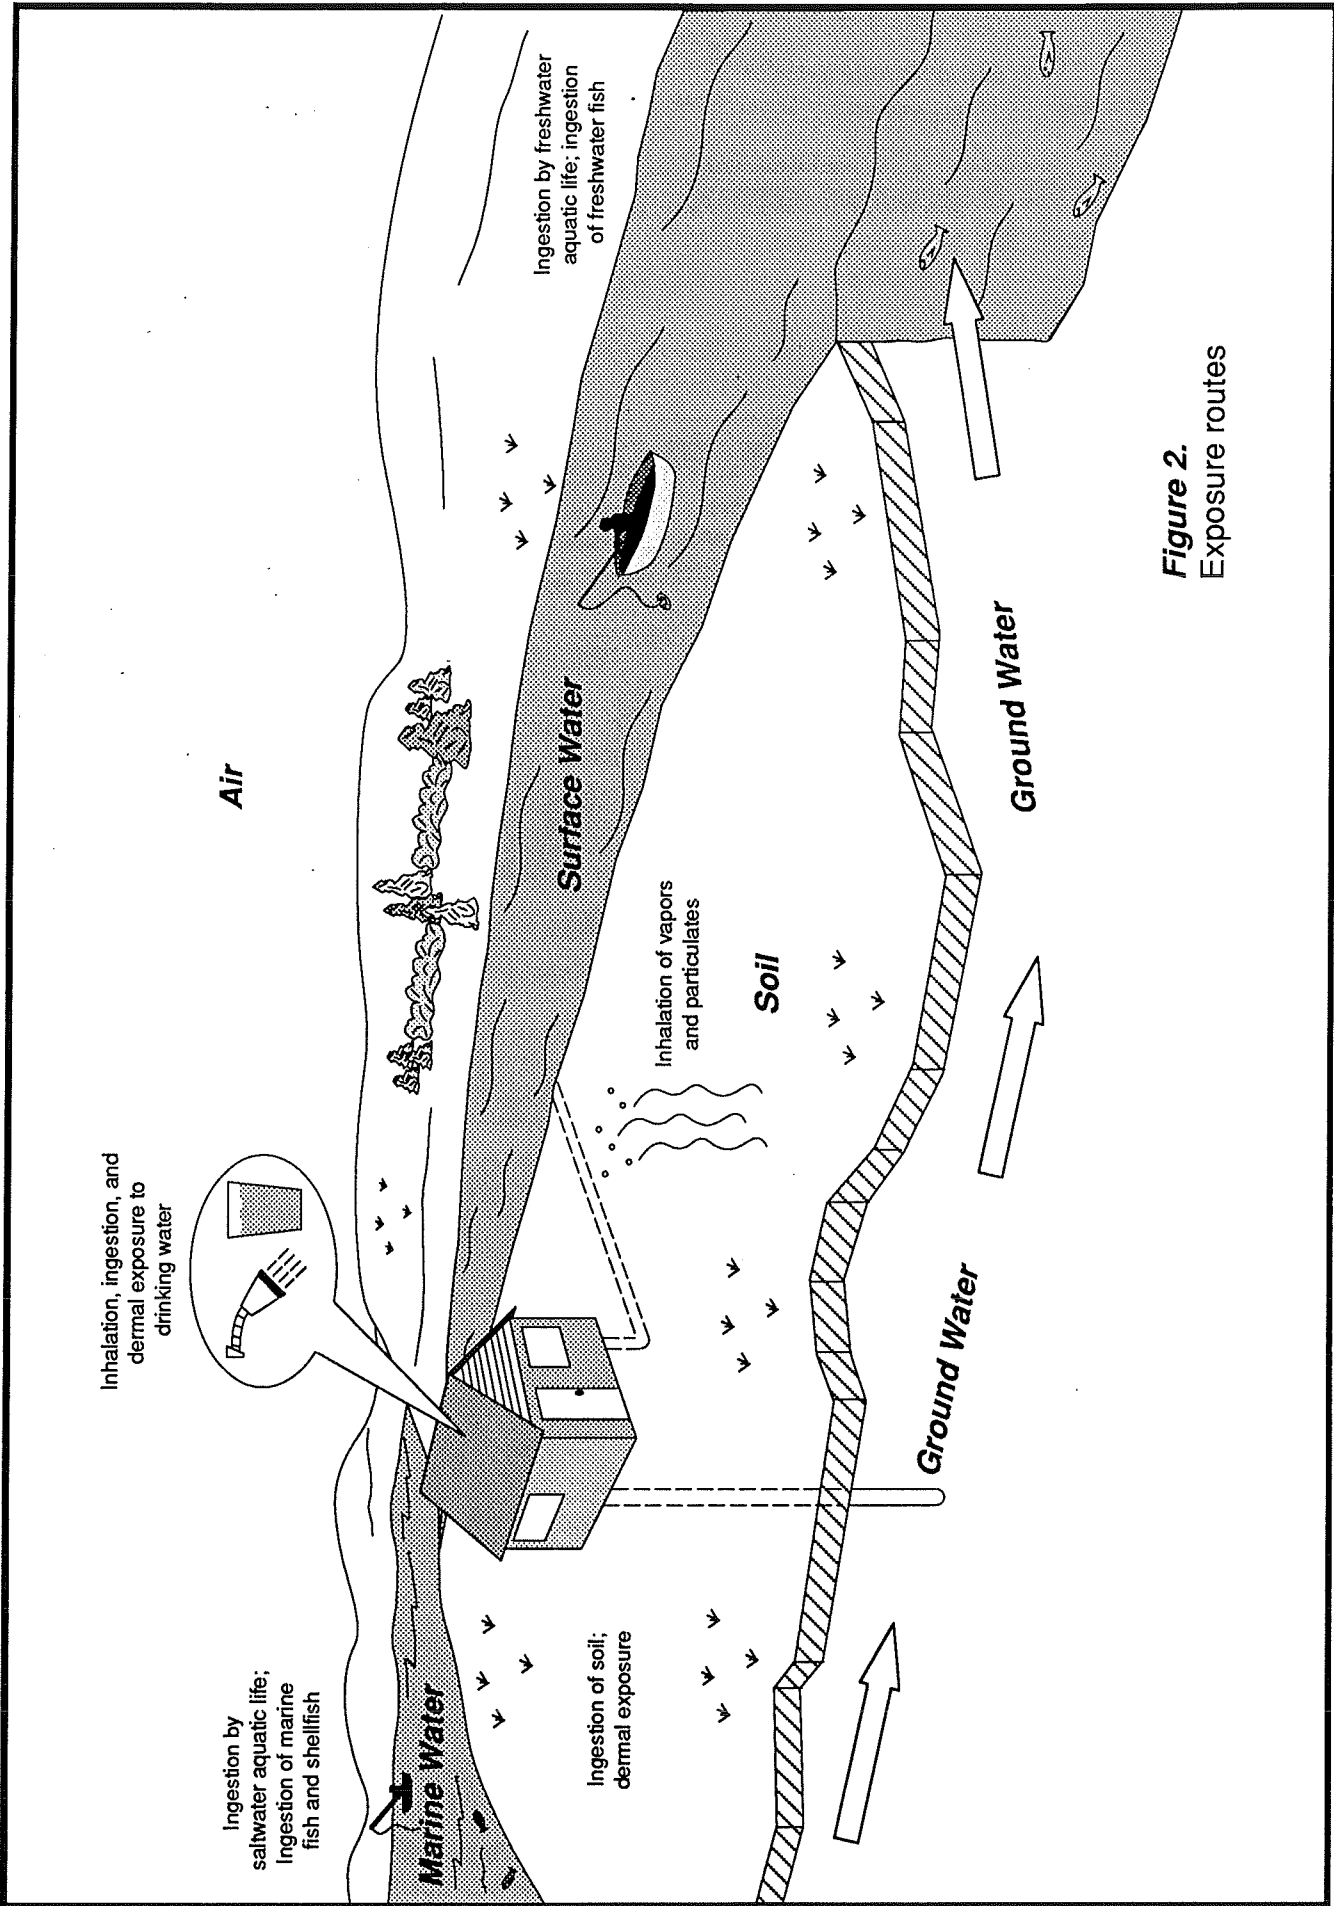 Ingestion by
saltwater aquatic life;
Ingestion of marine
fish and shellfish
Inhalation, ingestion, and
dermal exposure to
drinking water
Air
Ingestion by freshwater
aquatic life; ingestion
of freshwater fish
Marine Water
Surface Water
Ingestion of soil;
dermal exposure
Inhalation of vapors
and particulates
Soil
Ground Water
Ground Water
Figure 2.
Exposure routes